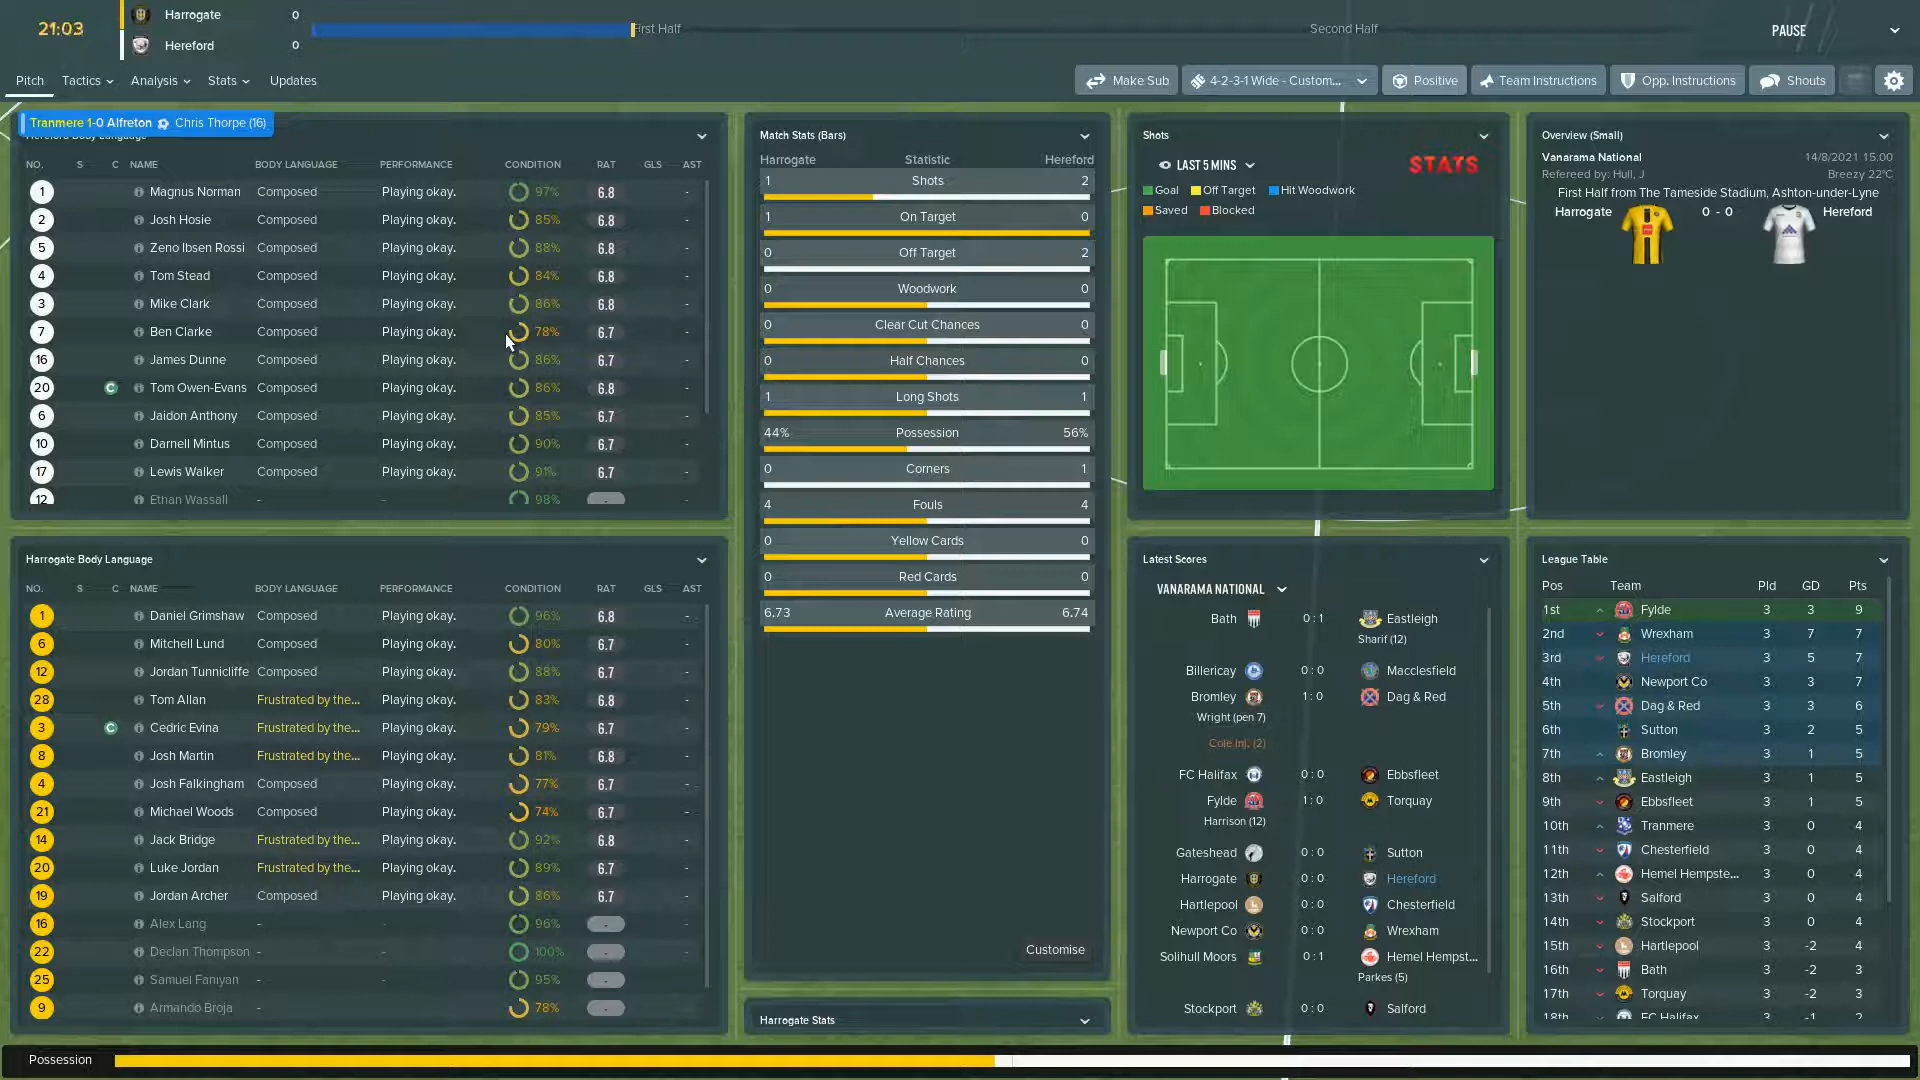 21:03
Harrogate 0
Hereford 0
First Half
Second Half
PAUSE
Pitch Tactics Analysis Stats Updates
Make Sub 4-2-3-1 Wide - Custom... Positive Team Instructions Opp. Instructions Shouts
Tranmere 1-0 Alfreton Chris Thorpe (16)
Hereford Body Language
NO. S C NAME BODY LANGUAGE PERFORMANCE CONDITION RAT GLS AST
1 Magnus Norman Composed Playing okay. 97% 6.8 -
2 Josh Hosie Composed Playing okay. 85% 6.8 -
5 Zeno Ibsen Rossi Composed Playing okay. 88% 6.8 -
4 Tom Stead Composed Playing okay. 84% 6.8 -
3 Mike Clark Composed Playing okay. 86% 6.8 -
7 Ben Clarke Composed Playing okay. 78% 6.7 -
16 James Dunne Composed Playing okay. 86% 6.7 -
20 C Tom Owen-Evans Composed Playing okay. 86% 6.8 -
6 Jaidon Anthony Composed Playing okay. 85% 6.7 -
10 Darnell Mintus Composed Playing okay. 90% 6.7 -
17 Lewis Walker Composed Playing okay. 91% 6.7 -
12 Ethan Wassall - - 98% -
Harrogate Body Language
NO. S C NAME BODY LANGUAGE PERFORMANCE CONDITION RAT GLS AST
1 Daniel Grimshaw Composed Playing okay. 96% 6.8 -
6 Mitchell Lund Composed Playing okay. 80% 6.7 -
12 Jordan Tunnicliffe Composed Playing okay. 88% 6.7 -
28 Tom Allan Frustrated by the... Playing okay. 83% 6.8 -
3 C Cedric Evina Frustrated by the... Playing okay. 79% 6.7 -
8 Josh Martin Frustrated by the... Playing okay. 81% 6.8 -
4 Josh Falkingham Composed Playing okay. 77% 6.7 -
21 Michael Woods Composed Playing okay. 74% 6.7 -
14 Jack Bridge Frustrated by the... Playing okay. 92% 6.8 -
20 Luke Jordan Frustrated by the... Playing okay. 89% 6.7 -
19 Jordan Archer Composed Playing okay. 86% 6.7 -
16 Alex Lang - - 96% -
22 Declan Thompson - - 100% -
25 Samuel Faniyan - - 95% -
9 Armando Broja - - 78% -
Match Stats (Bars)
Harrogate Statistic Hereford
1 Shots 2
1 On Target 0
0 Off Target 2
0 Woodwork 0
0 Clear Cut Chances 0
0 Half Chances 0
1 Long Shots 1
44% Possession 56%
0 Corners 1
4 Fouls 4
0 Yellow Cards 0
0 Red Cards 0
6.73 Average Rating 6.74
Customise
Harrogate Stats
Shots
LAST 5 MINS STATS
Goal Off Target Hit Woodwork
Saved Blocked
Overview (Small)
Vanarama National 14/8/2021 15:00
Refereed by: Hull, J Breezy 22°C
First Half from The Tameside Stadium, Ashton-under-Lyne
Harrogate 0 - 0 Hereford
Latest Scores
VANARAMA NATIONAL
Bath 0 : 1 Eastleigh
Sharif (12)
Billericay 0 : 0 Macclesfield
Bromley 1 : 0 Dag & Red
Wright (pen 7)
Cole inj. (2)
FC Halifax 0 : 0 Ebbsfleet
Fylde 1 : 0 Torquay
Harrison (12)
Gateshead 0 : 0 Sutton
Harrogate 0 : 0 Hereford
Hartlepool 0 : 0 Chesterfield
Newport Co 0 : 0 Wrexham
Solihull Moors 0 : 1 Hemel Hempst...
Parkes (5)
Stockport 0 : 0 Salford
League Table
Pos Team Pld GD Pts
1st Fylde 3 3 9
2nd Wrexham 3 7 7
3rd Hereford 3 5 7
4th Newport Co 3 3 7
5th Dag & Red 3 3 6
6th Sutton 3 2 5
7th Bromley 3 1 5
8th Eastleigh 3 1 5
9th Ebbsfleet 3 1 5
10th Tranmere 3 0 4
11th Chesterfield 3 0 4
12th Hemel Hempste... 3 0 4
13th Salford 3 0 4
14th Stockport 3 0 4
15th Hartlepool 3 -2 4
16th Bath 3 -2 3
17th Torquay 3 -2 3
18th FC Halifax 3 -1 2
Possession